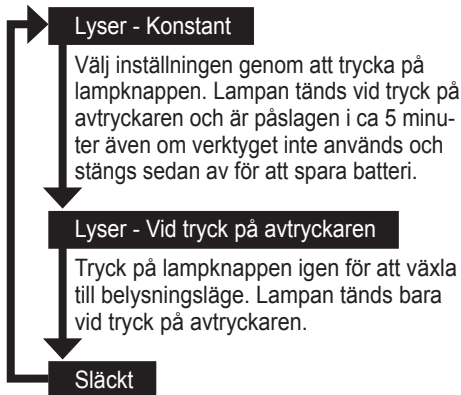 Lyser - Konstant
Välj inställningen genom att trycka på
lampknappen. Lampan tänds vid tryck på
avtryckaren och är påslagen i ca 5 minu-
ter även om verktyget inte används och
stängs sedan av för att spara batteri.
Lyser - Vid tryck på avtryckaren
Tryck på lampknappen igen för att växla
till belysningsläge. Lampan tänds bara
vid tryck på avtryckaren.
Släckt